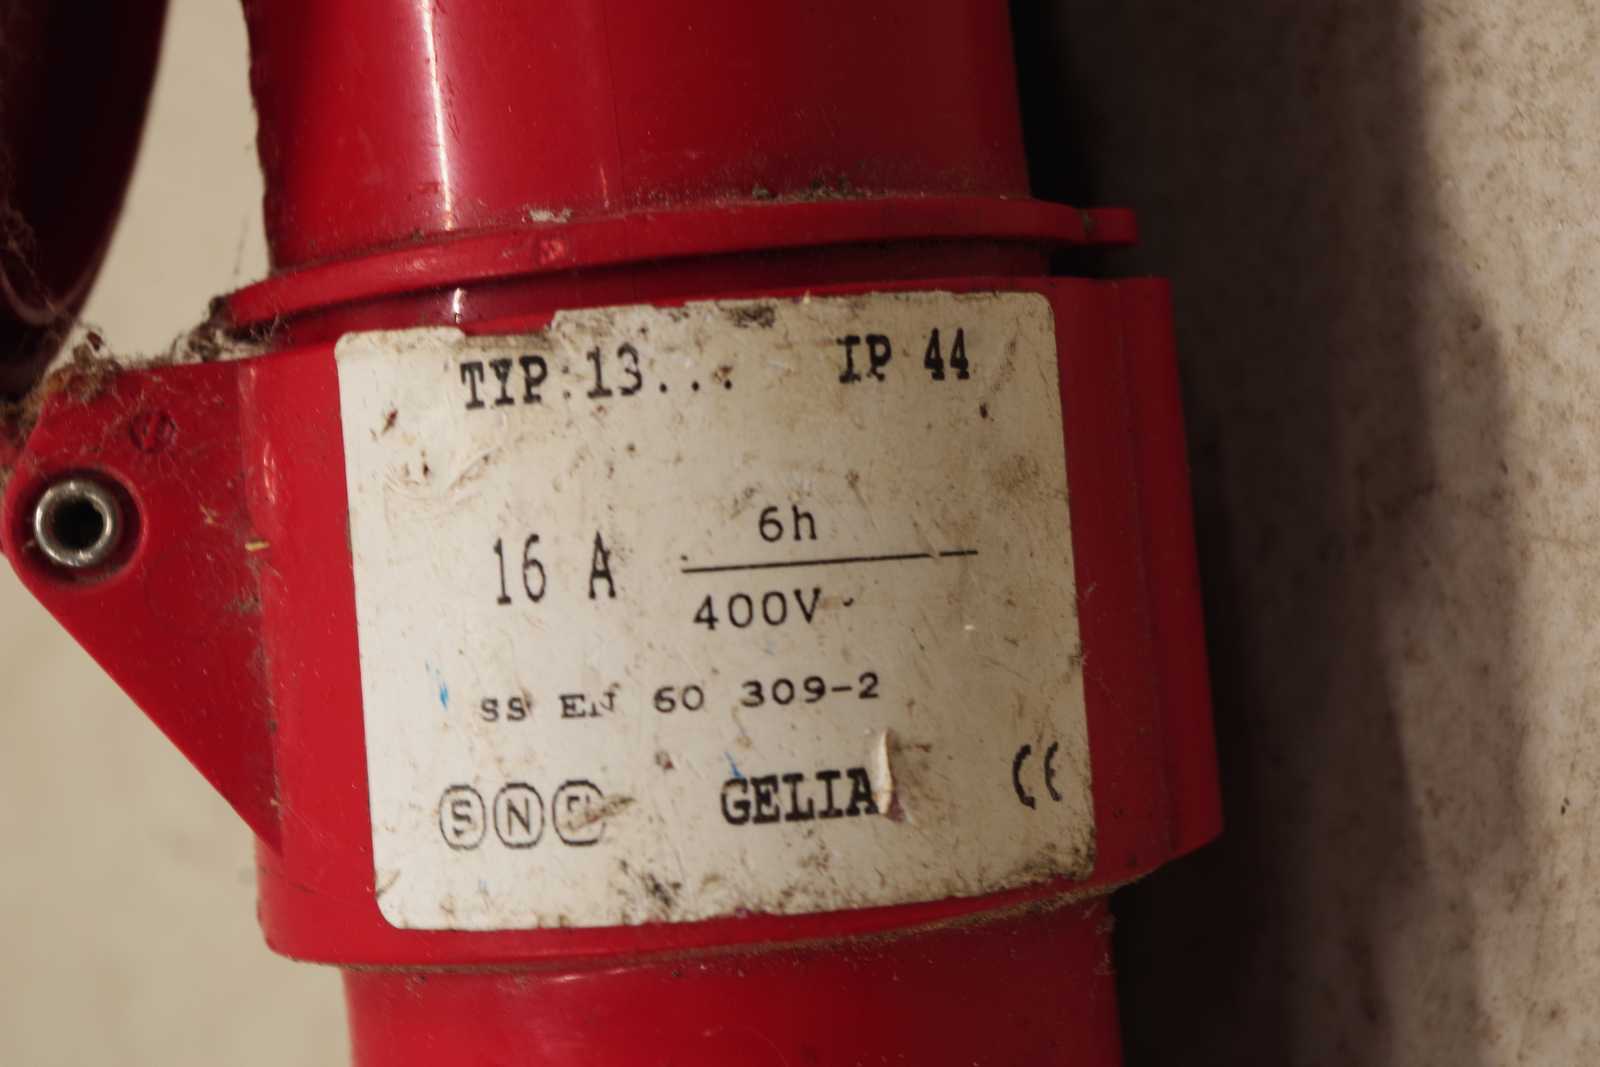 TYP:13... IP 44
16 A 6h
400V
SS EN 60 309-2
S N GELIA CE